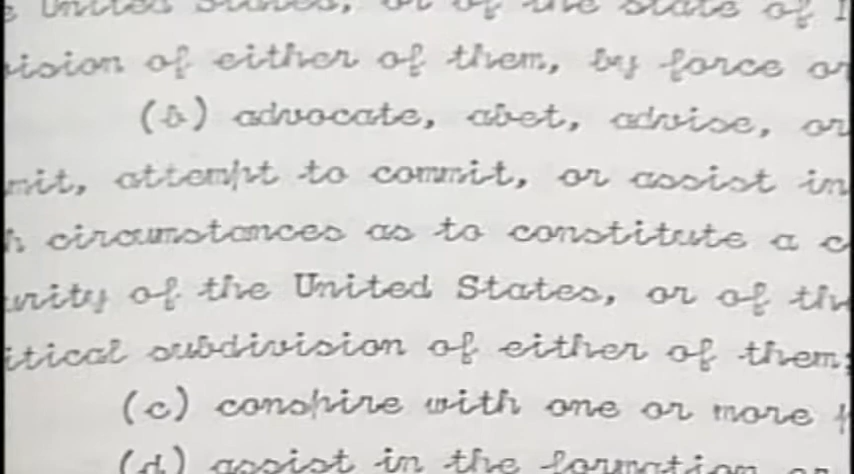 United States, or of the state of
ision of either of them, by force or
(b) advocate, abet, advise, or
mit, attempt to commit, or assist in
h circumstances as to constitute a c
urity of the United States, or of the
itical subdivision of either of them;
(c) conspire with one or more
(d) assist in the formation or